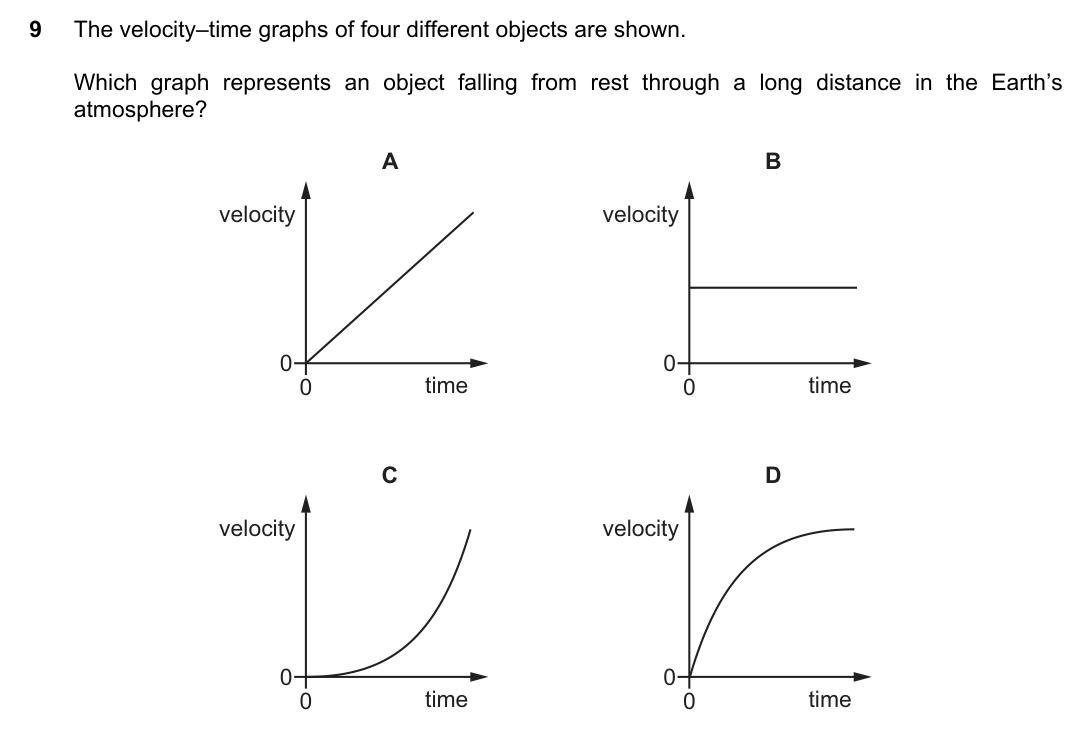 9 The velocity–time graphs of four different objects are shown.
Which graph represents an object falling from rest through a long distance in the Earth’s
atmosphere?
A B
velocity velocity
0 0
0 time 0 time
C D
velocity velocity
0 0
0 time 0 time